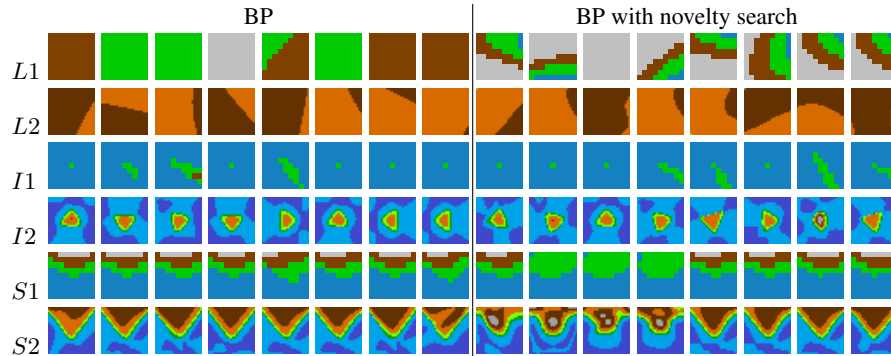 BP
BP with novelty search
L1
L2
I1
I2
S1
S2